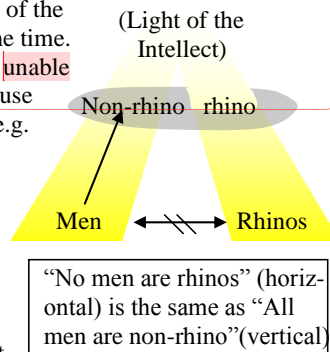 of the
(Light of the
ne time.
Intellect)
unable
use
Non-rhino rhino
e.g.
Men Rhinos
“No men are rhinos” (horiz-
ontal) is the same as “All
men are non-rhino”(vertical)